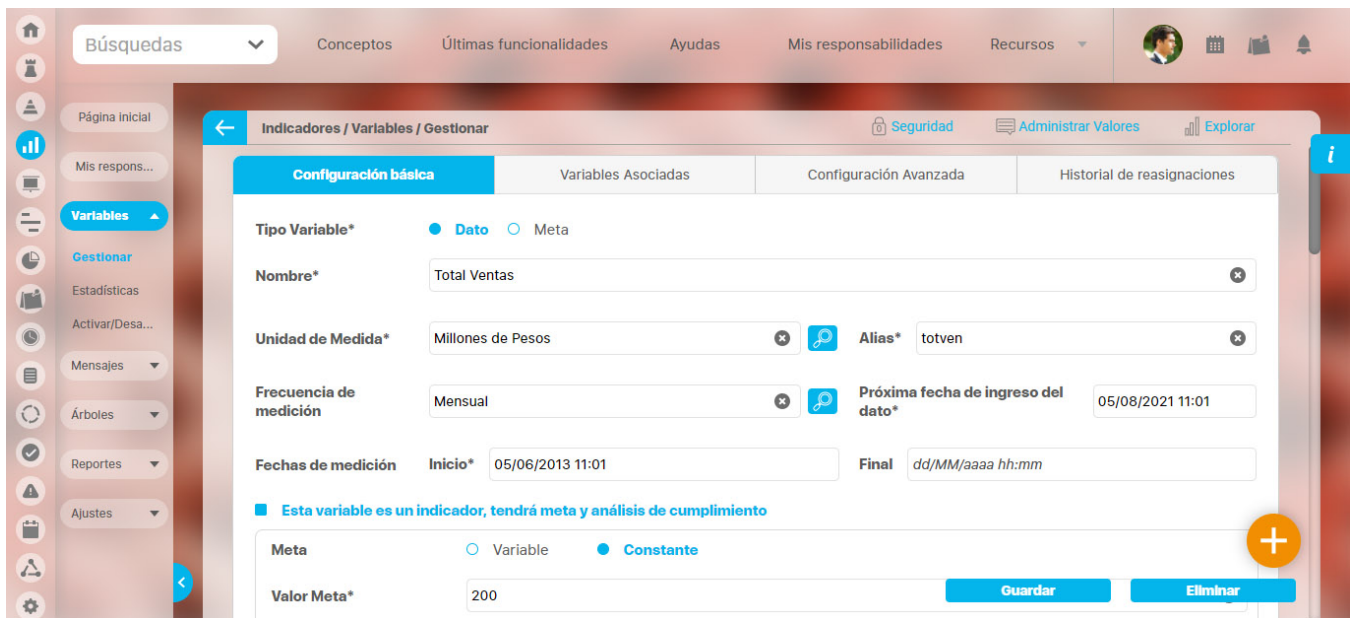 Búsquedas
Conceptos
Últimas funcionalidades
Ayudas
Mis responsabilidades
Recursos
Página inicial
Mis respons...
Variables
Gestionar
Estadísticas
Activar/Desa...
Mensajes
Árboles
Reportes
Ajustes
Indicadores / Variables / Gestionar
Seguridad
Administrar Valores
Explorar
i
Configuración básica
Variables Asociadas
Configuración Avanzada
Historial de reasignaciones
Tipo Variable*
Dato
Meta
Nombre*
Total Ventas
Unidad de Medida*
Millones de Pesos
Alias*
totven
Frecuencia de
medición
Mensual
Próxima fecha de ingreso del
dato*
05/08/2021 11:01
Fechas de medición
Inicio*
05/06/2013 11:01
Final
dd/MM/aaaa hh:mm
Esta variable es un indicador, tendrá meta y análisis de cumplimiento
Meta
Variable
Constante
Valor Meta*
200
Guardar
Eliminar